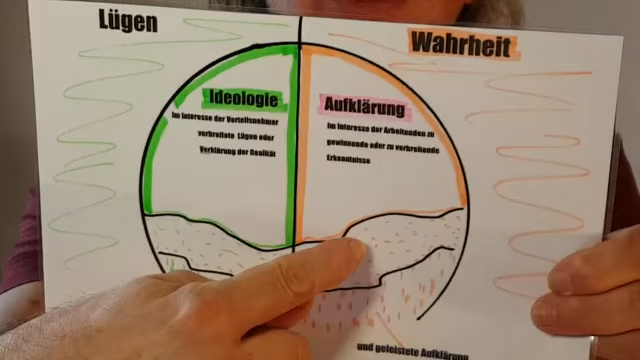 Lügen
Wahrheit
Ideologie
Im Interesse der Vorteilsnehmer
verbreitete Lügen oder
Verklärung der Realität
Aufklärung
Im Interesse der Arbeitenden zu
gewinnende oder zu verbreitende
Erkenntnisse
und geleistete Aufklärung